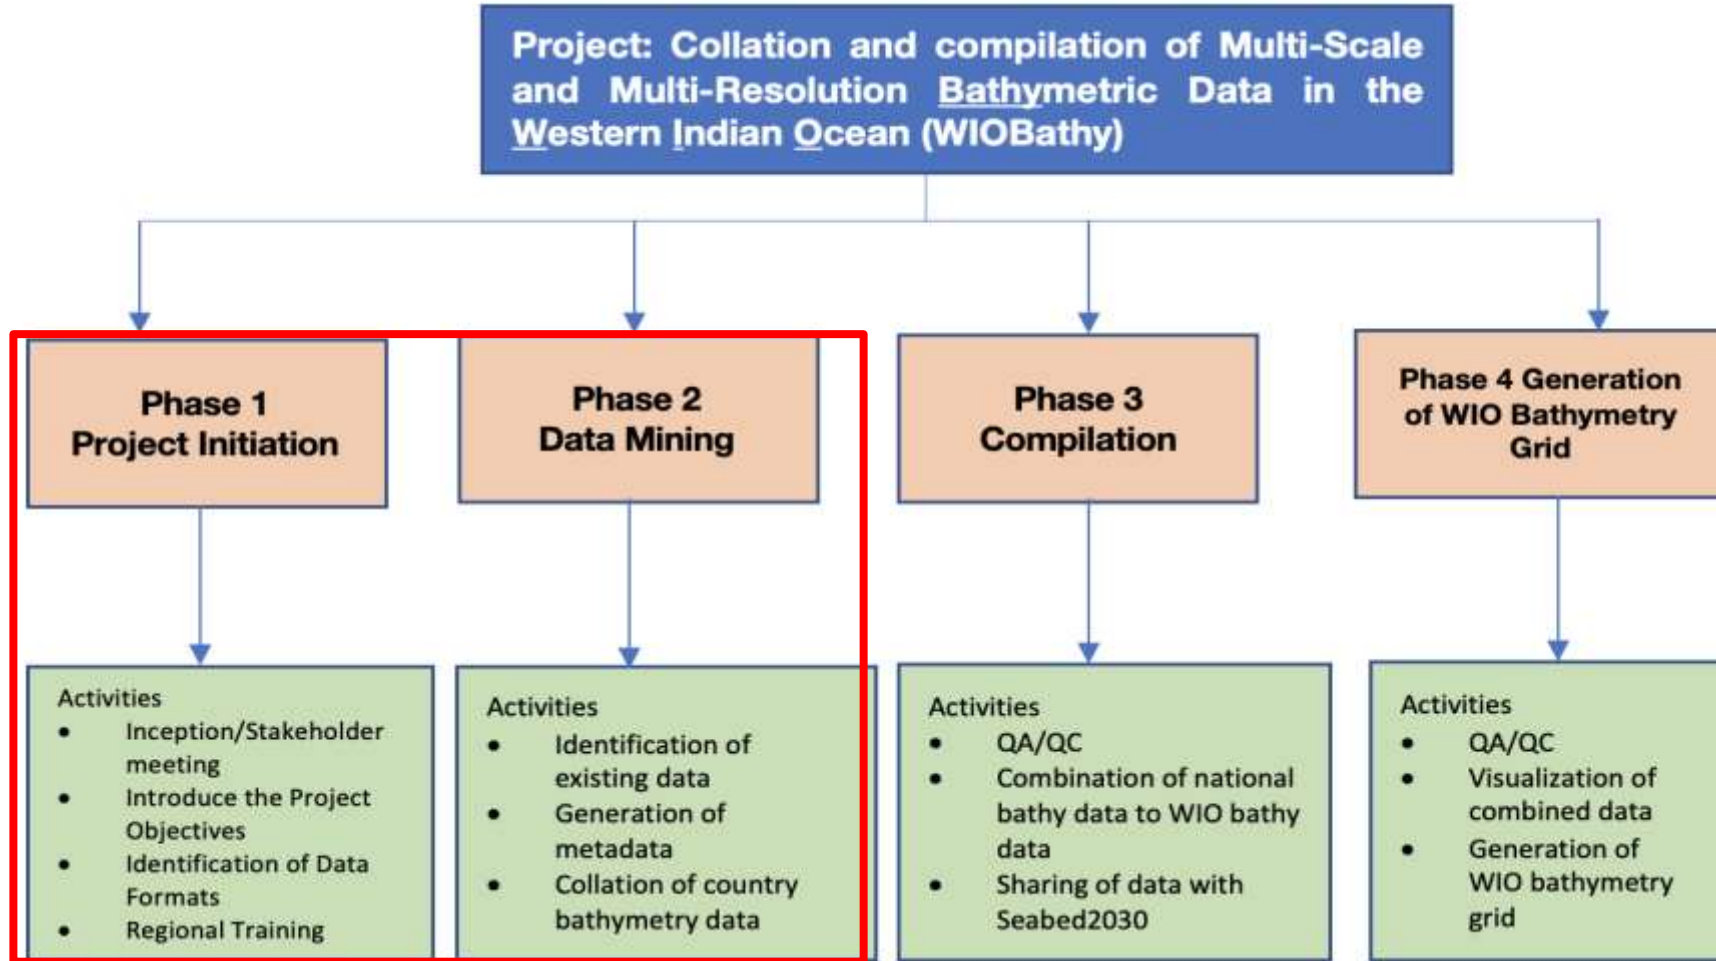 Project: Collation and compilation of Multi-Scale
and Multi-Resolution Bathymetric Data in the
Western Indian Ocean (WIOBathy)
Phase 1
Project Initiation
Phase 2
Data Mining
Phase 3
Compilation
Phase 4 Generation
of WIO Bathymetry
Grid
Activities
• Inception/Stakeholder
meeting
• Introduce the Project
Objectives
• Identification of Data
Formats
• Regional Training
Activities
• Identification of
existing data
• Generation of
metadata
• Collation of country
bathymetry data
Activities
• QA/QC
• Combination of national
bathy data to WIO bathy
data
• Sharing of data with
Seabed2030
Activities
• QA/QC
• Visualization of
combined data
• Generation of
WIO bathymetry
grid